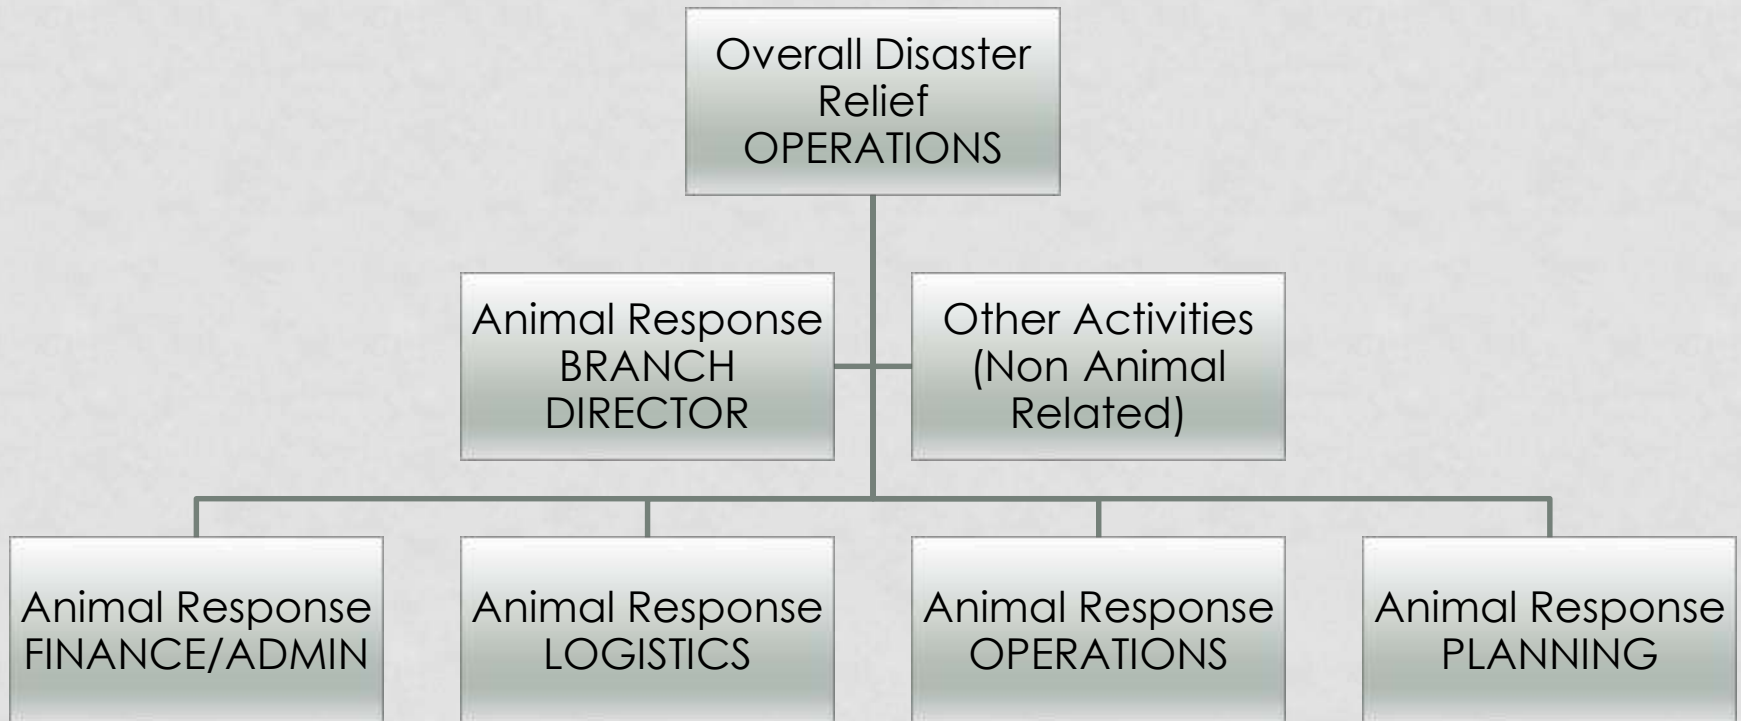 Overall Disaster
Relief
OPERATIONS
Animal Response
BRANCH
DIRECTOR
Other Activities
(Non Animal
Related)
Animal Response
FINANCE/ADMIN
Animal Response
LOGISTICS
Animal Response
OPERATIONS
Animal Response
PLANNING